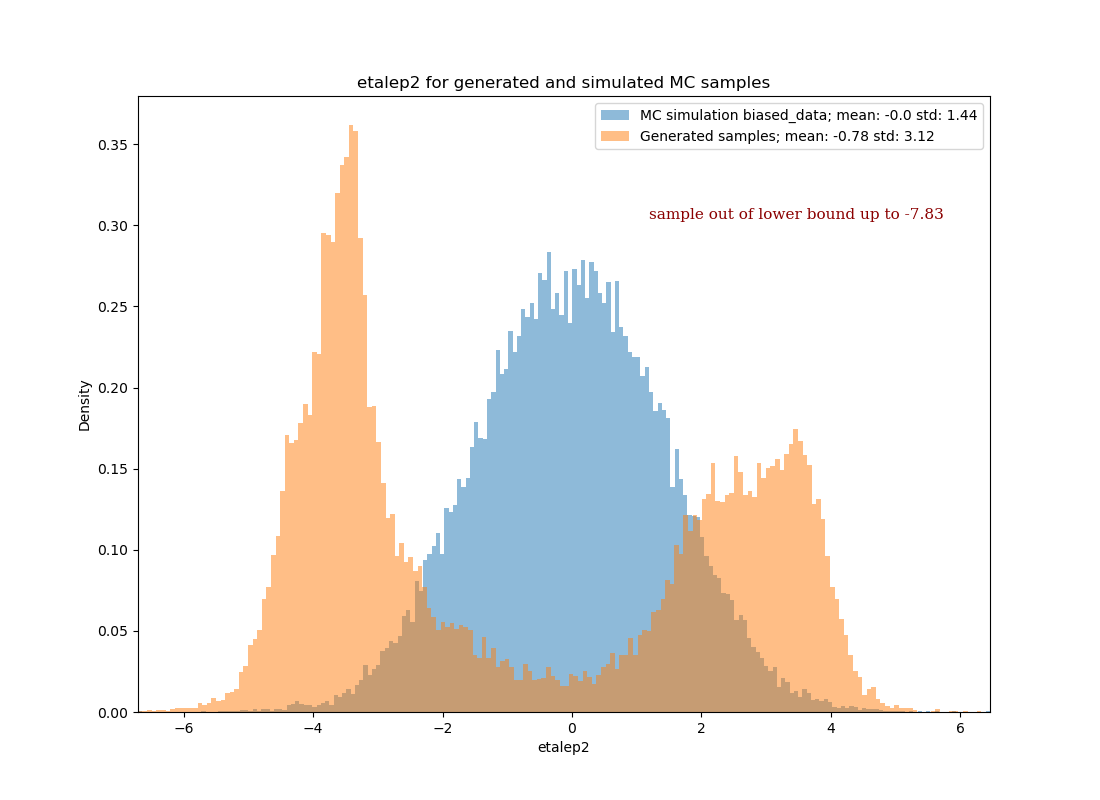 etalep2 for generated and simulated MC samples
MC simulation biased_data; mean: -0.0 std: 1.44
Generated samples; mean: -0.78 std: 3.12
sample out of lower bound up to -7.83
Density
0.35
0.30
0.25
0.20
0.15
0.10
0.05
0.00
−6 −4 −2 0 2 4 6
etalep2